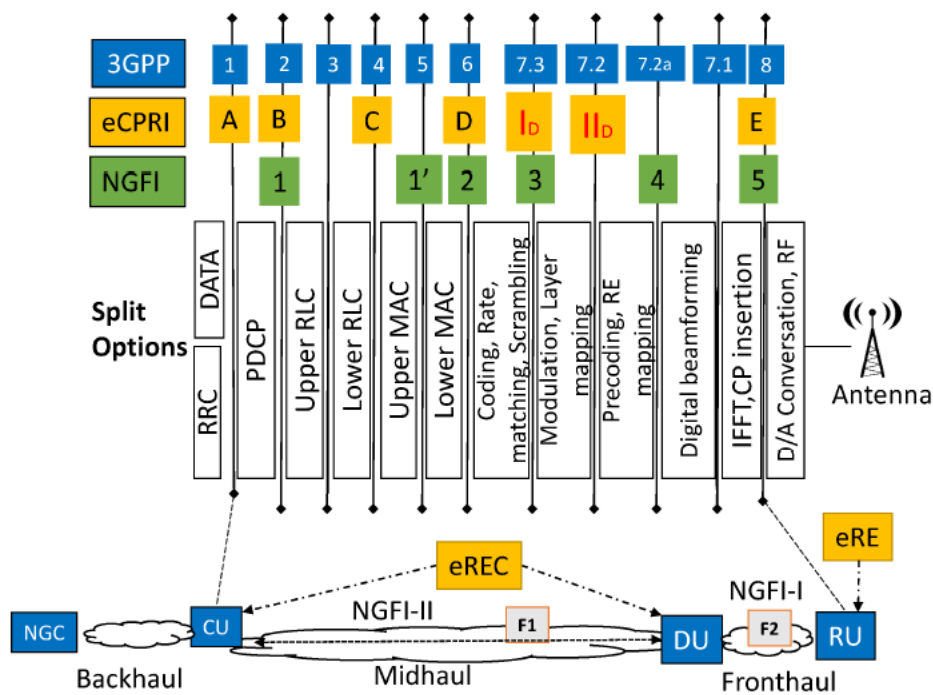 3GPP 1 2 3 4 5 6 7.3 7.2 7.2a 7.1 8
eCPRI A B C D I_D II_D E
NGFI 1 1’ 2 3 4 5
Split
Options
DATA
RRC
PDCP
Upper RLC
Lower RLC
Upper MAC
Lower MAC
Coding, Rate,
matching, Scrambling
Modulation, Layer
mapping
Precoding, RE
mapping
Digital beamforming
IFFT,CP insertion
D/A Conversation, RF
Antenna
eRE
eREC
NGFI-II
NGFI-I
NGC
CU
F1
DU
F2
RU
Backhaul
Midhaul
Fronthaul